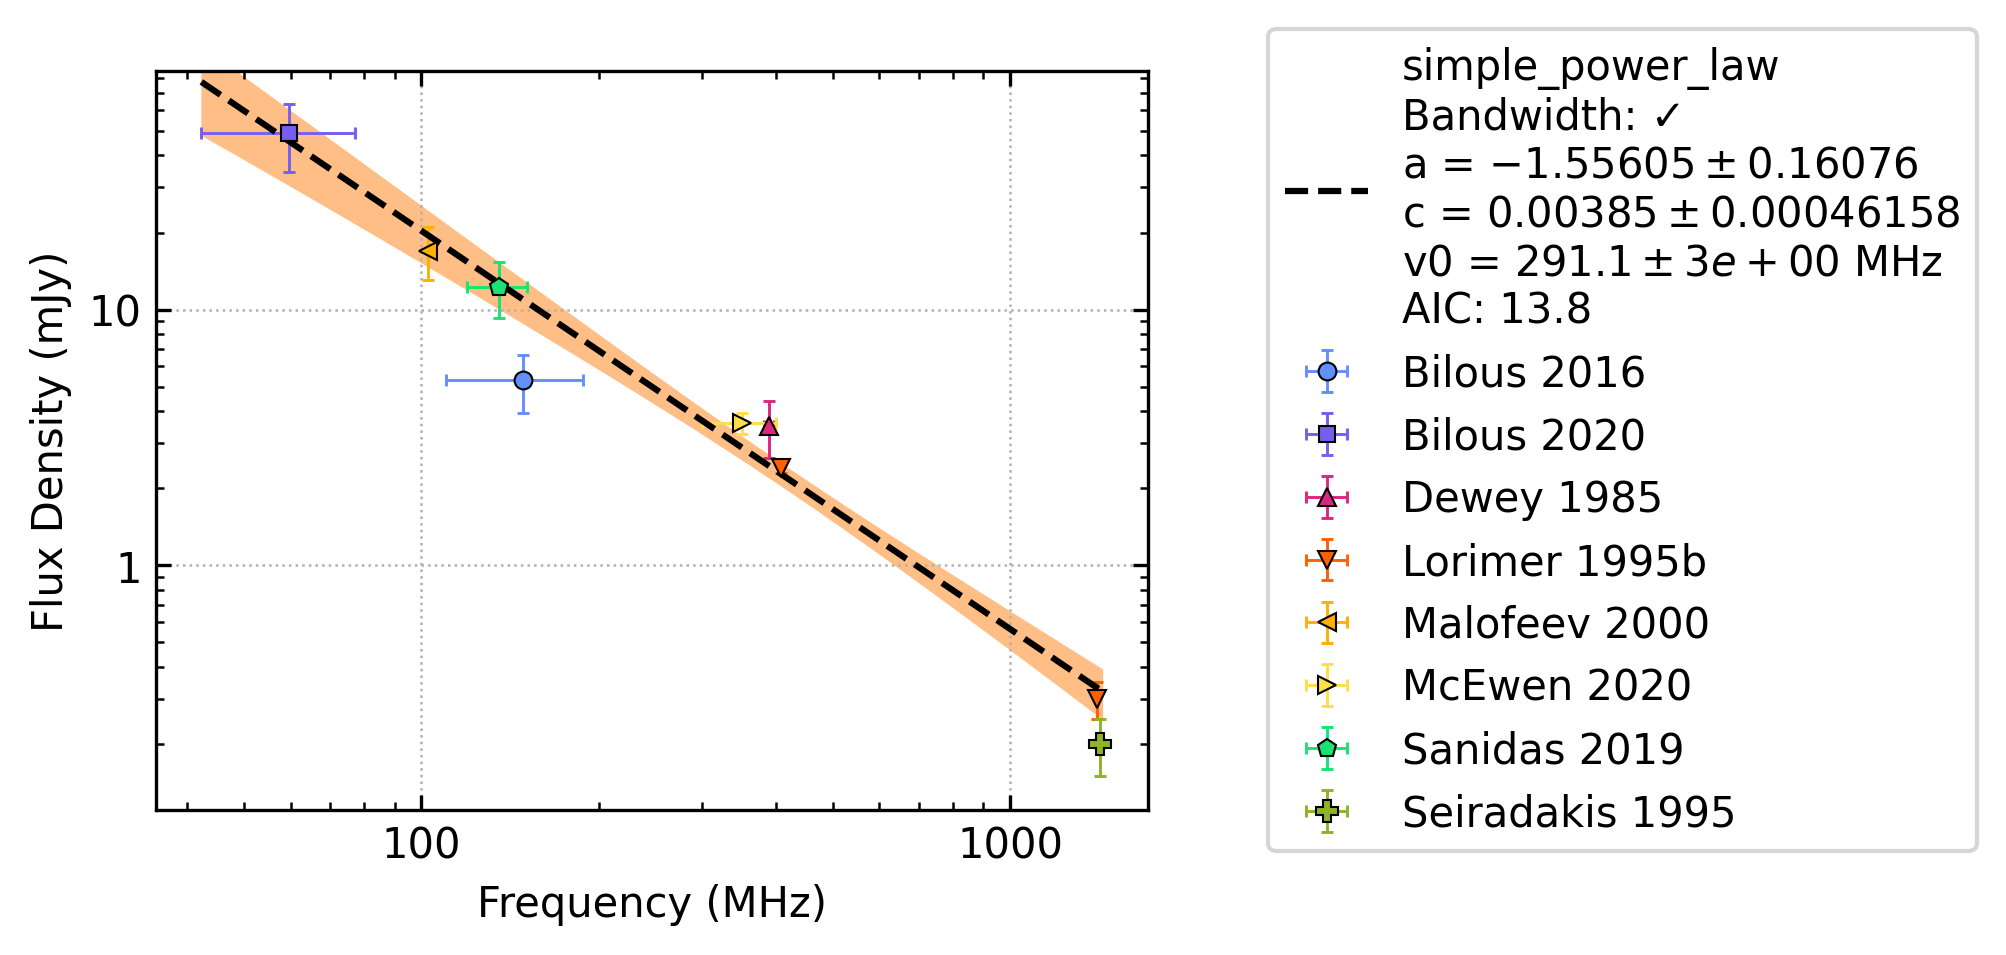 simple_power_law
Bandwidth: ✓
a = −1.55605 ± 0.16076
c = 0.00385 ± 0.00046158
v0 = 291.1 ± 3e + 00 MHz
AIC: 13.8
Bilous 2016
Bilous 2020
Dewey 1985
Lorimer 1995b
Malofeev 2000
McEwen 2020
Sanidas 2019
Seiradakis 1995
Flux Density (mJy)
10
1
100
1000
Frequency (MHz)